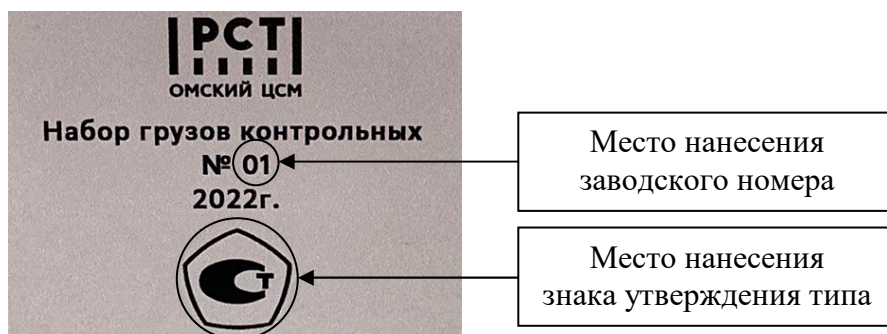 РСТ
ОМСКИЙ ЦСМ
Набор грузов контрольных
№ 01
2022г.
Место нанесения
заводского номера
Место нанесения
знака утверждения типа